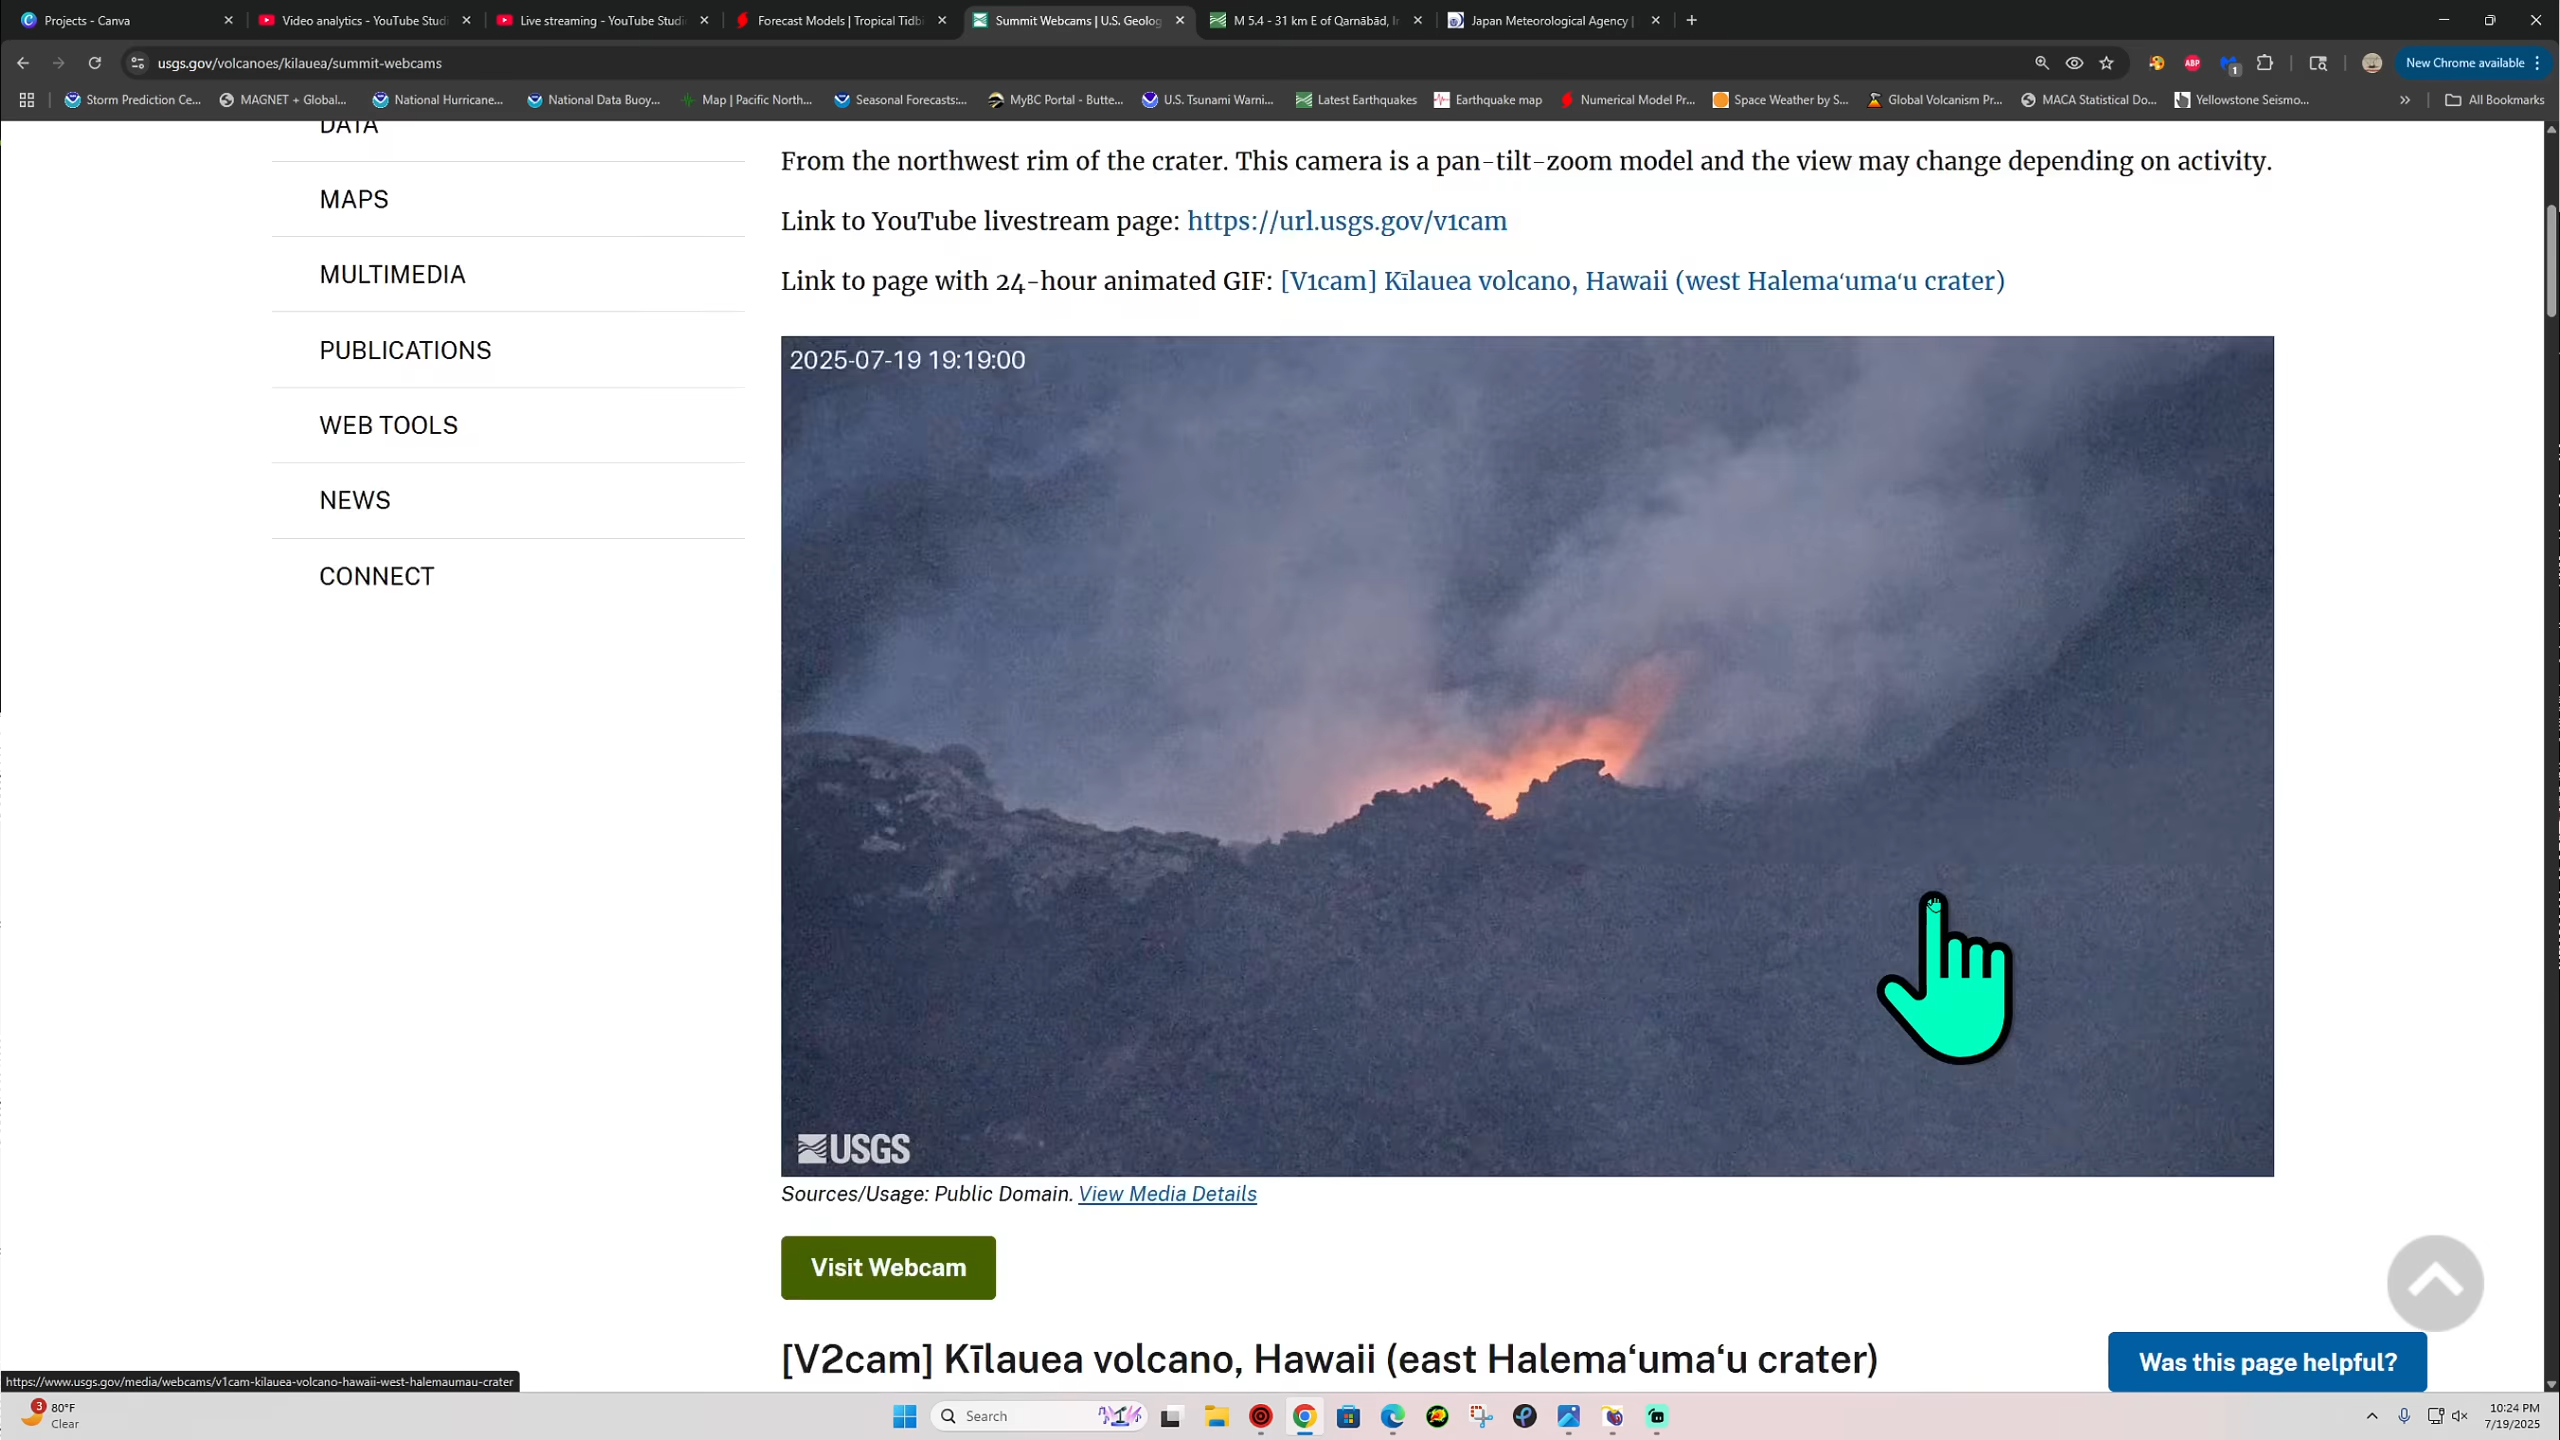 Projects - Canva
Video analytics - YouTube Studi
Live streaming - YouTube Studi
Forecast Models | Tropical Tidbi
Summit Webcams | U.S. Geolog
M 5.4 - 31 km E of Qarnābād, Ir
Japan Meteorological Agency |
usgs.gov/volcanoes/kilauea/summit-webcams
ABP
1
New Chrome available
Storm Prediction Ce...
MAGNET + Global...
National Hurricane...
National Data Buoy...
Map | Pacific North...
Seasonal Forecasts:...
MyBC Portal - Butte...
U.S. Tsunami Warni...
Latest Earthquakes
Earthquake map
Numerical Model Pr...
Space Weather by S...
Global Volcanism Pr...
MACA Statistical Do...
Yellowstone Seismo...
All Bookmarks
DATA
MAPS
MULTIMEDIA
PUBLICATIONS
WEB TOOLS
NEWS
CONNECT
From the northwest rim of the crater. This camera is a pan-tilt-zoom model and the view may change depending on activity.
Link to YouTube livestream page: https://url.usgs.gov/v1cam
Link to page with 24-hour animated GIF: [V1cam] Kīlauea volcano, Hawaii (west Halemaʻumaʻu crater)
2025-07-19 19:19:00
USGS
Sources/Usage: Public Domain. View Media Details
Visit Webcam
[V2cam] Kīlauea volcano, Hawaii (east Halemaʻumaʻu crater)
Was this page helpful?
https://www.usgs.gov/media/webcams/v1cam-kilauea-volcano-hawaii-west-halemaumau-crater
3
80°F
Clear
Search
10:24 PM
7/19/2025